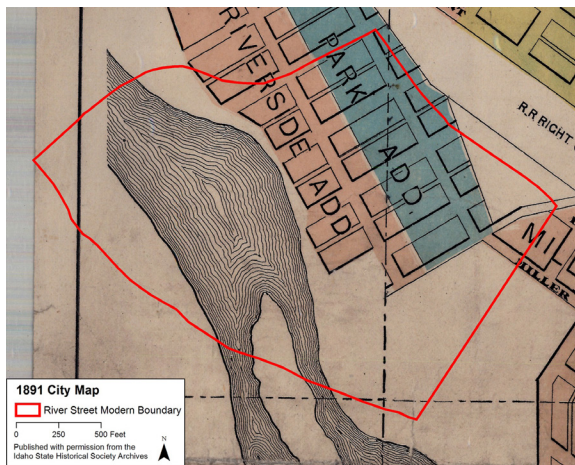 RIVERSIDE ADD
PARK ADD.
R.R RIGHT
MI
MILLER
1891 City Map
River Street Modern Boundary
0 250 500 Feet
N
Published with permission from the
Idaho State Historical Society Archives